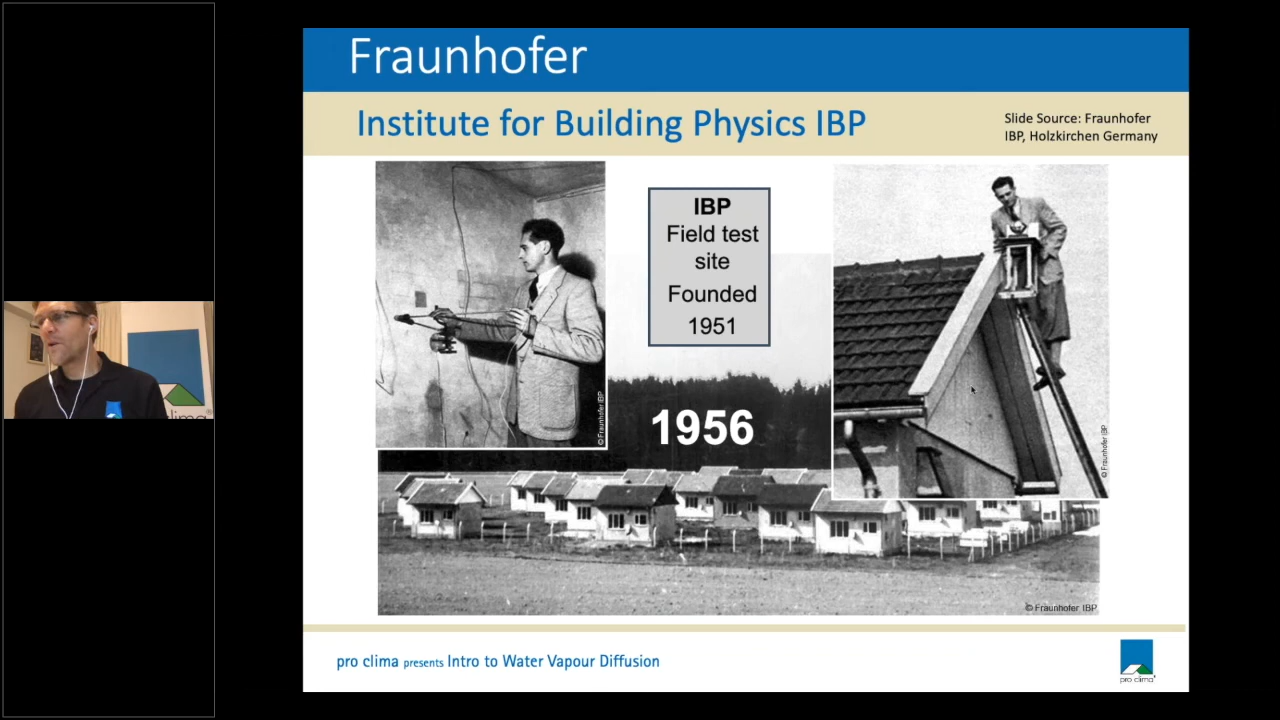 Fraunhofer
Institute for Building Physics IBP
Slide Source: Fraunhofer
IBP, Holzkirchen Germany
IBP
Field test
site
Founded
1951
1956
© Fraunhofer IBP
© Fraunhofer IBP
© Fraunhofer IBP
clima®
pro clima presents Intro to Water Vapour Diffusion
pro clima®